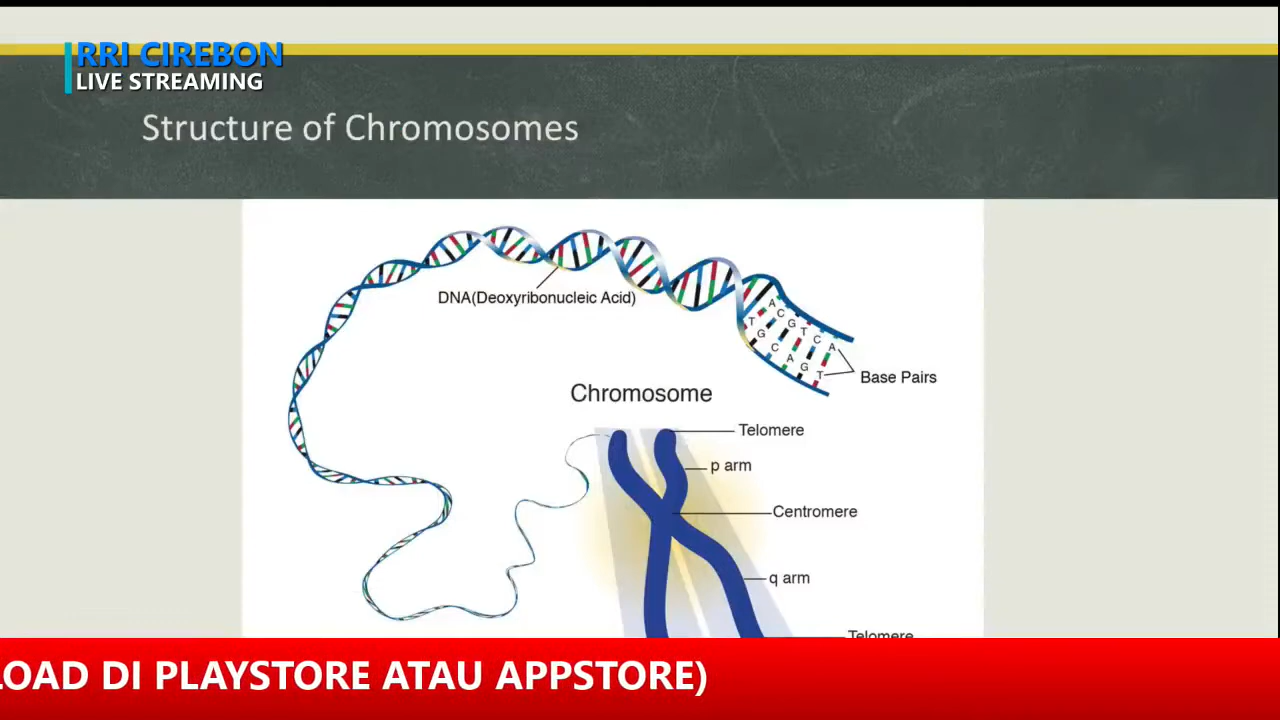 RRI CIREBON
LIVE STREAMING
Structure of Chromosomes
DNA(Deoxyribonucleic Acid)
A
C
G
T
C
A
T
G
C
A
G
T
Base Pairs
Chromosome
Telomere
p arm
Centromere
q arm
Telomere
LOAD DI PLAYSTORE ATAU APPSTORE)